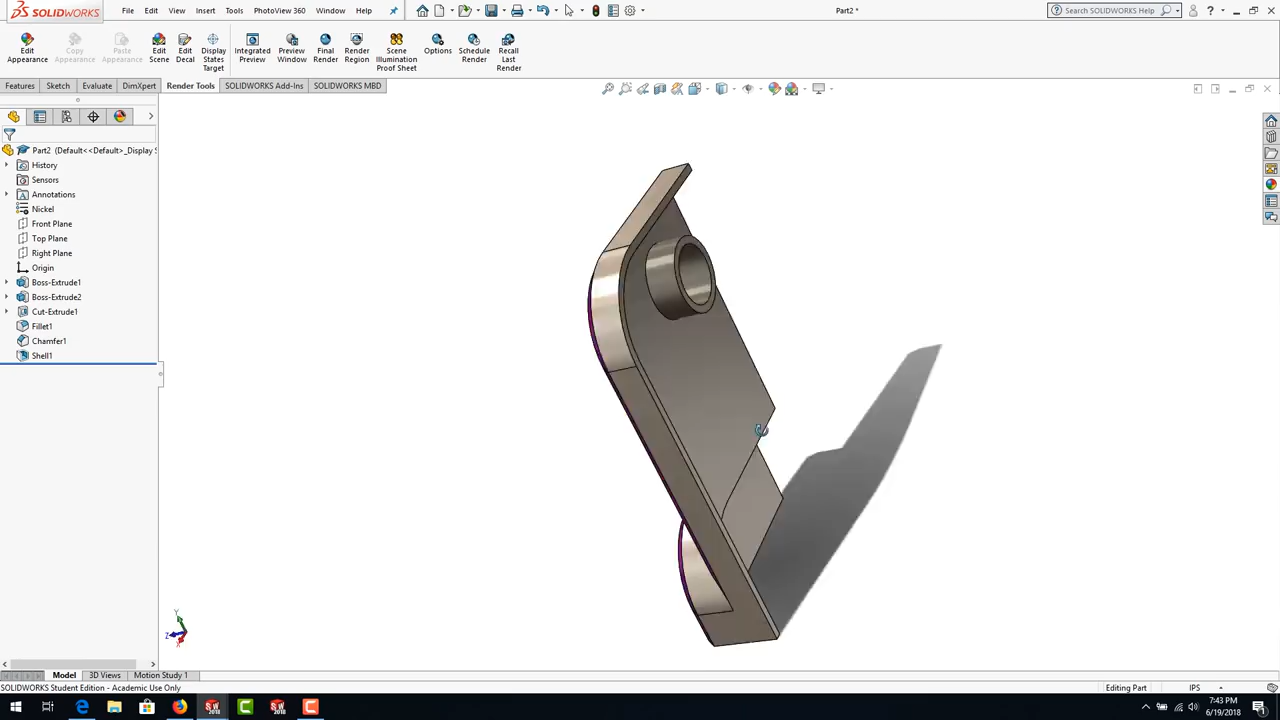 SOLIDWORKS
File Edit View Insert Tools PhotoView 360 Window Help
Part2 *
Search SOLIDWORKS Help
Edit Appearance
Copy Appearance
Paste Appearance
Edit Scene
Edit Decal
Display States Target
Integrated Preview
Preview Window
Final Render
Render Region
Scene Illumination Proof Sheet
Options
Schedule Render
Recall Last Render
Features Sketch Evaluate DimXpert Render Tools SOLIDWORKS Add-Ins SOLIDWORKS MBD
Part2 (Default<<Default>_Display S
History
Sensors
Annotations
Nickel
Front Plane
Top Plane
Right Plane
Origin
Boss-Extrude1
Boss-Extrude2
Cut-Extrude1
Fillet1
Chamfer1
Shell1
Y
Z
X
Model 3D Views Motion Study 1
SOLIDWORKS Student Edition - Academic Use Only
Editing Part
IPS
7:43 PM
6/19/2018